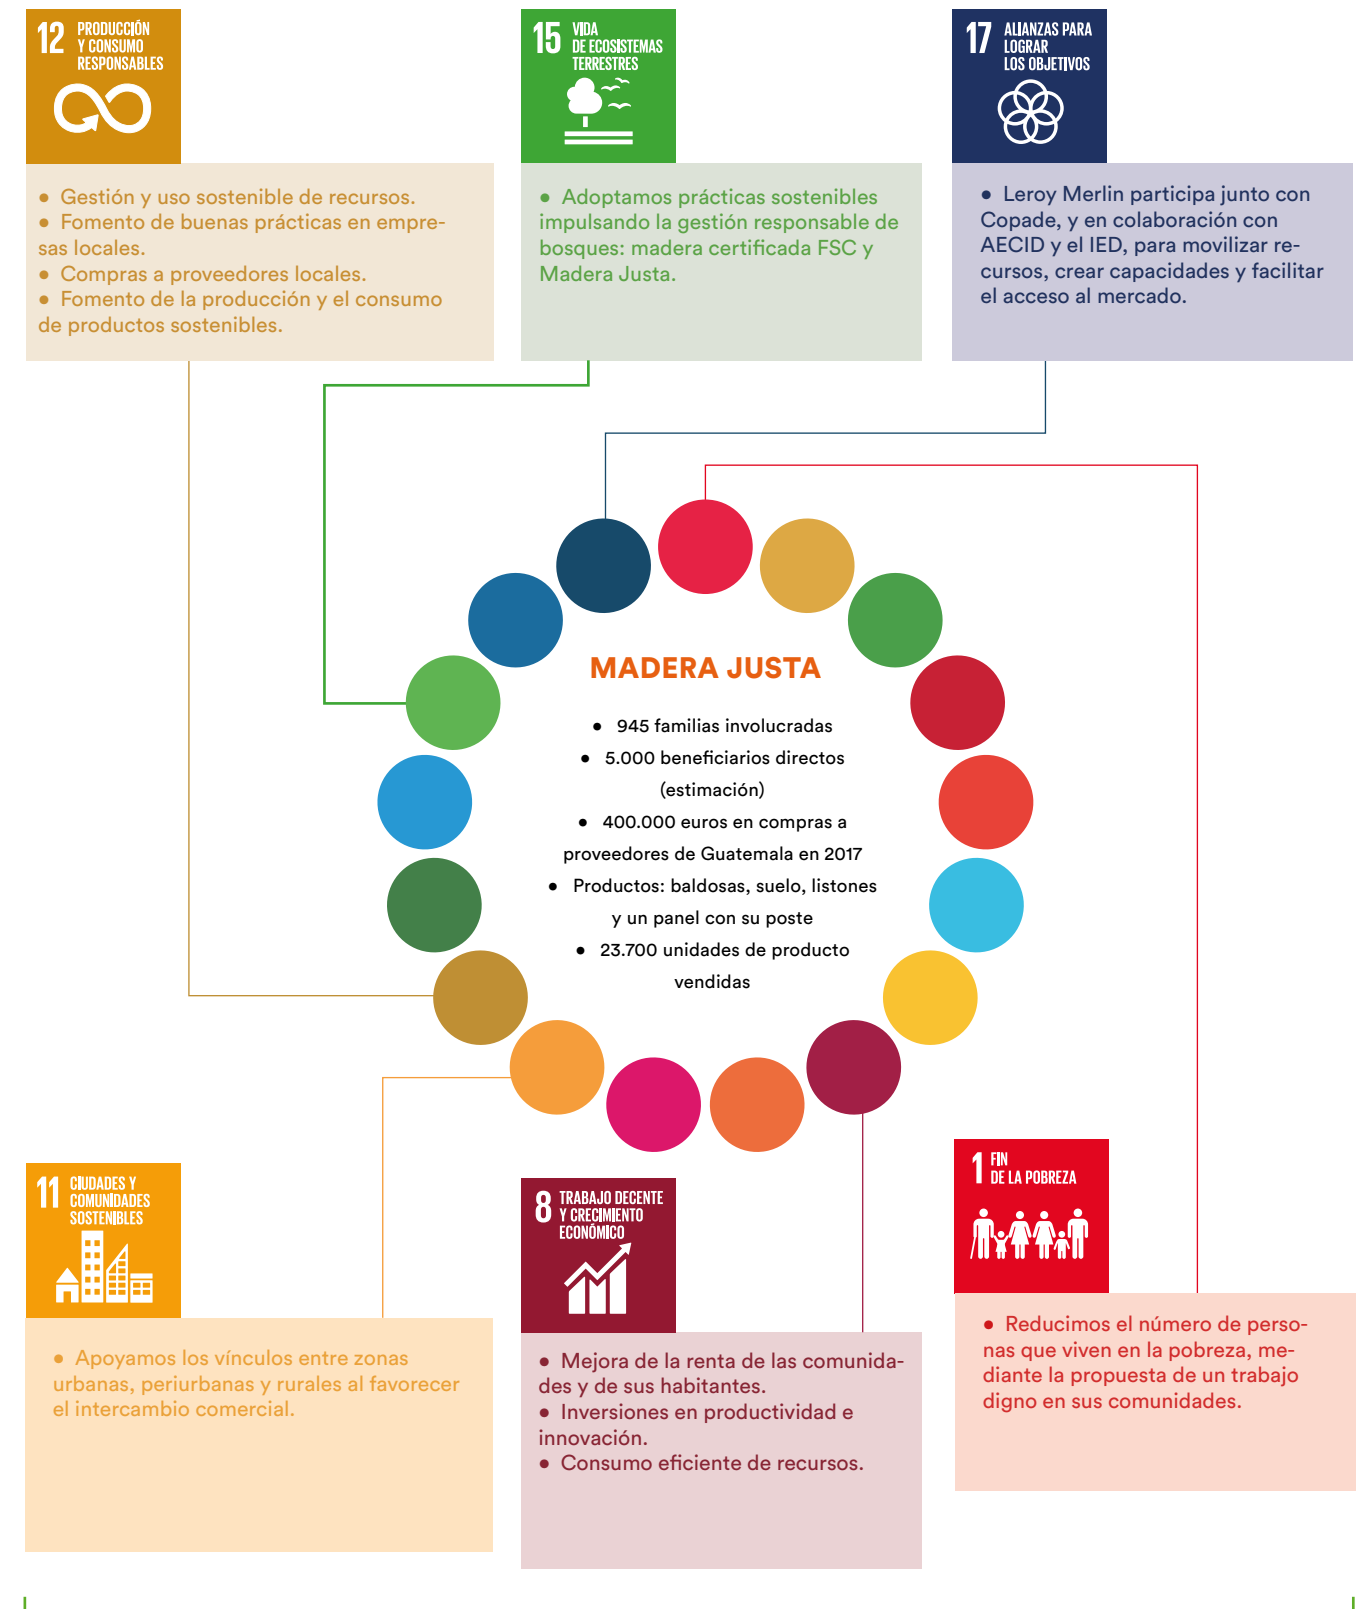 12 PRODUCCIÓN
Y CONSUMO
RESPONSABLES
● Gestión y uso sostenible de recursos.
● Fomento de buenas prácticas en empre-
sas locales.
● Compras a proveedores locales.
● Fomento de la producción y el consumo
de productos sostenibles.
15 VIDA
DE ECOSISTEMAS
TERRESTRES
● Adoptamos prácticas sostenibles
impulsando la gestión responsable de
bosques: madera certificada FSC y
Madera Justa.
17 ALIANZAS PARA
LOGRAR
LOS OBJETIVOS
● Leroy Merlin participa junto con
Copade, y en colaboración con
AECID y el IED, para movilizar re-
cursos, crear capacidades y facilitar
el acceso al mercado.
MADERA JUSTA
● 945 familias involucradas
● 5.000 beneficiarios directos
(estimación)
● 400.000 euros en compras a
proveedores de Guatemala en 2017
● Productos: baldosas, suelo, listones
y un panel con su poste
● 23.700 unidades de producto
vendidas
11 CIUDADES Y
COMUNIDADES
SOSTENIBLES
● Apoyamos los vínculos entre zonas
urbanas, periurbanas y rurales al favorecer
el intercambio comercial.
8 TRABAJO DECENTE
Y CRECIMIENTO
ECONÓMICO
● Mejora de la renta de las comunida-
des y de sus habitantes.
● Inversiones en productividad e
innovación.
● Consumo eficiente de recursos.
1 FIN
DE LA POBREZA
● Reducimos el número de perso-
nas que viven en la pobreza, me-
diante la propuesta de un trabajo
digno en sus comunidades.